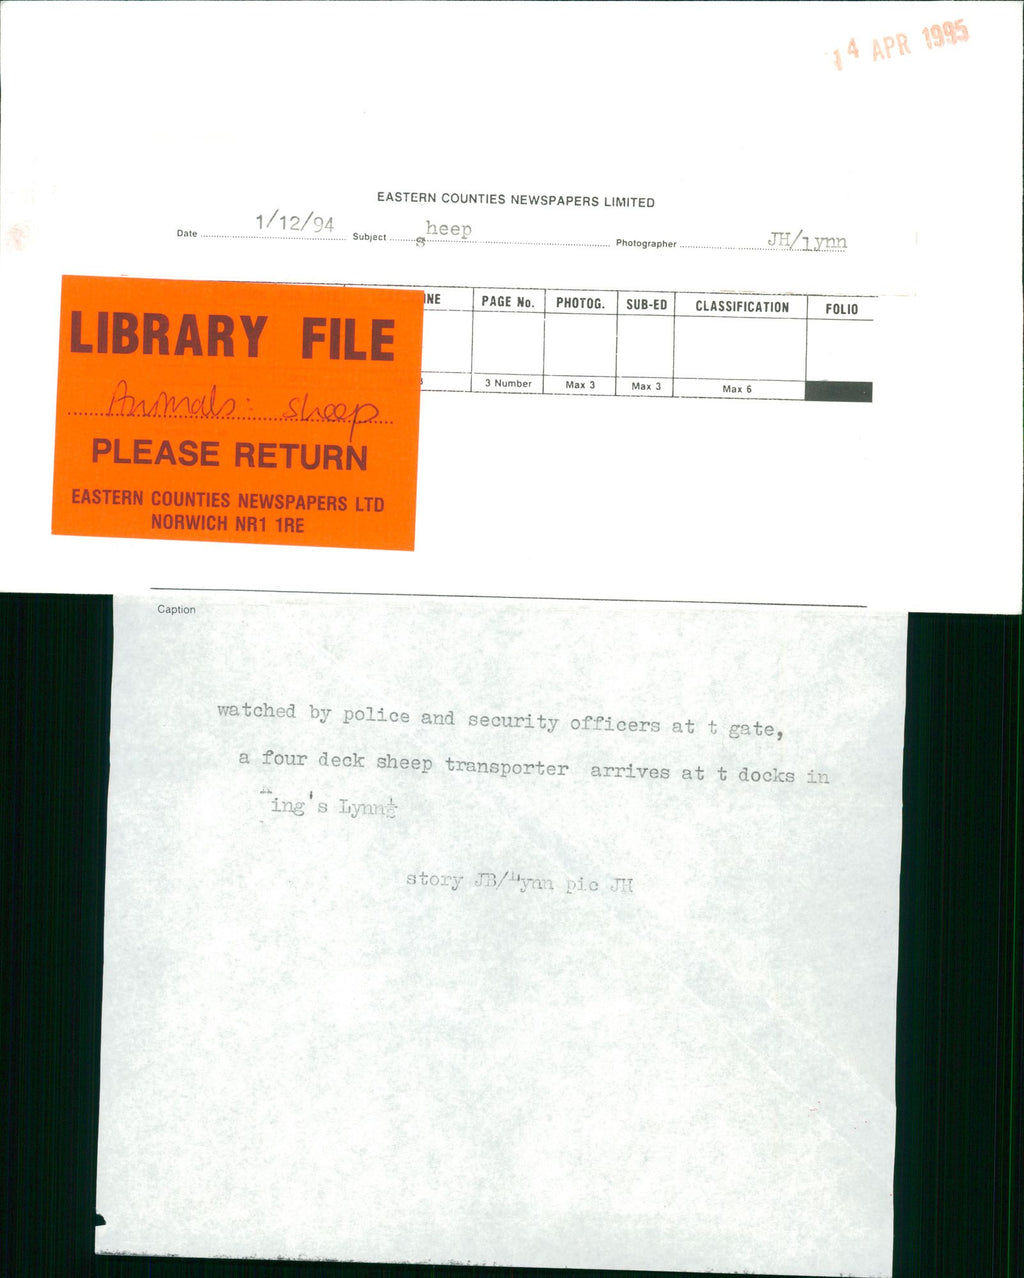 14 APR 1995
EASTERN COUNTIES NEWSPAPERS LIMITED
Date 1/12/94 Subject sheep Photographer JH/lynn
NE PAGE No. PHOTOG. SUB-ED CLASSIFICATION FOLIO
3 Number Max 3 Max 3 Max 6
LIBRARY FILE
Animals: sheep
PLEASE RETURN
EASTERN COUNTIES NEWSPAPERS LTD
NORWICH NR1 1RE
Caption
watched by police and security officers at t gate,
a four deck sheep transporter arrives at t docks in
King's Lynn
story JB/Lynn pic JH